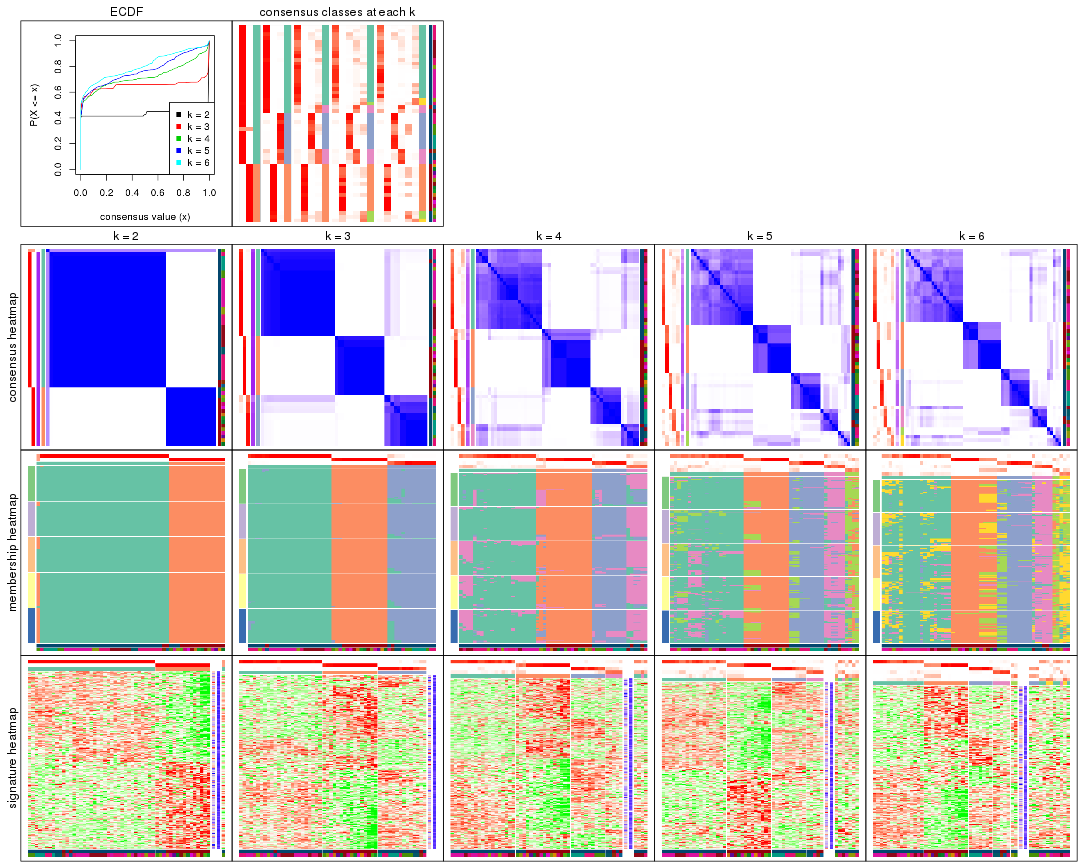 ECDF
consensus classes at each k
P(X <= x)
0.0 0.2 0.4 0.6 0.8 1.0
k = 2
k = 3
k = 4
k = 5
k = 6
0.0 0.2 0.4 0.6 0.8 1.0
consensus value (x)
k = 2
k = 3
k = 4
k = 5
k = 6
consensus heatmap
membership heatmap
signature heatmap